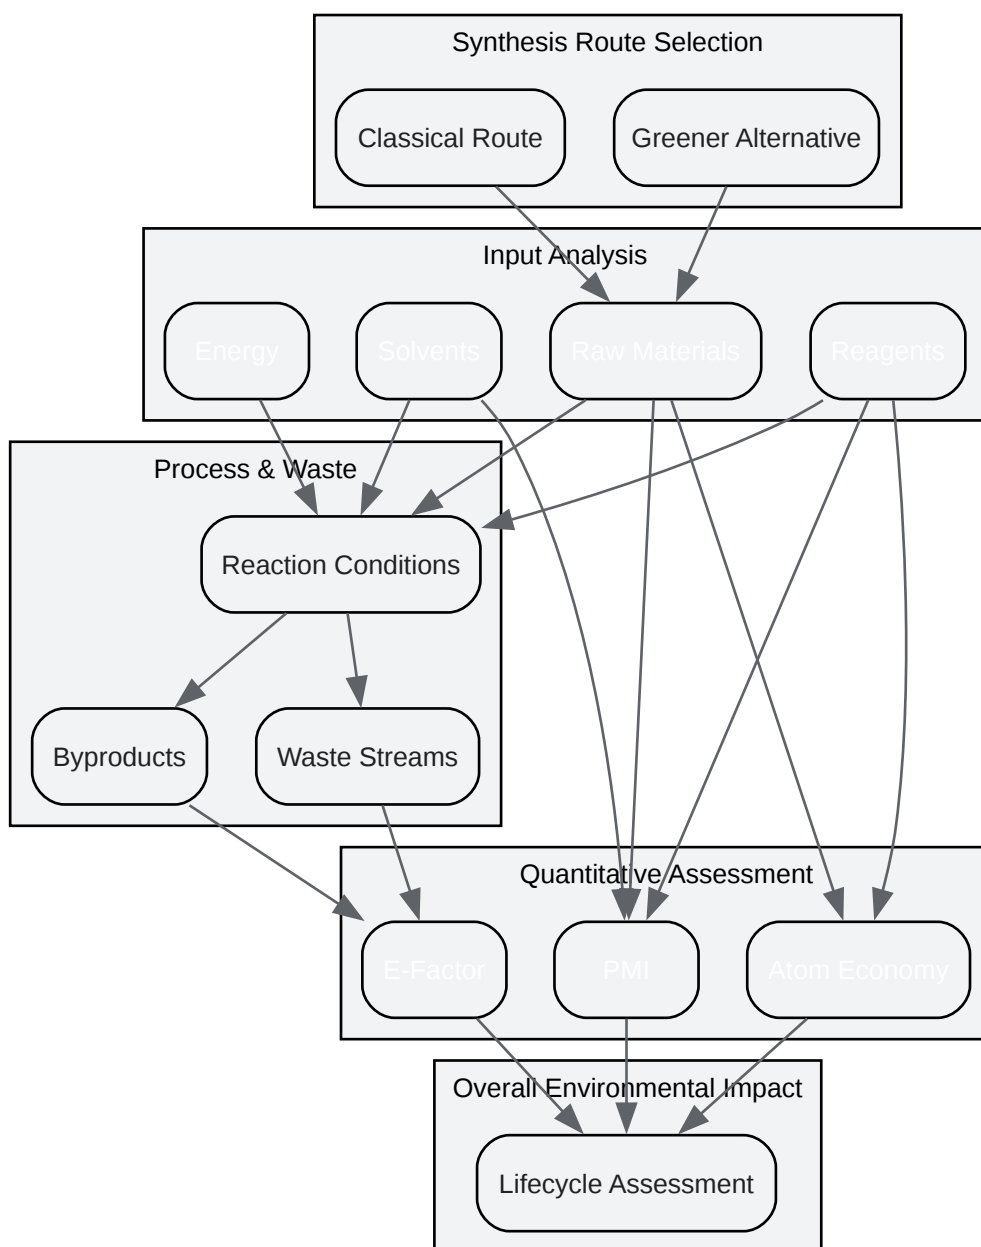 Synthesis Route Selection
Classical Route
Greener Alternative
Input Analysis
Energy
Solvents
Raw Materials
Reagents
Process & Waste
Reaction Conditions
Byproducts
Waste Streams
Quantitative Assessment
E-Factor
PMI
Atom Economy
Overall Environmental Impact
Lifecycle Assessment